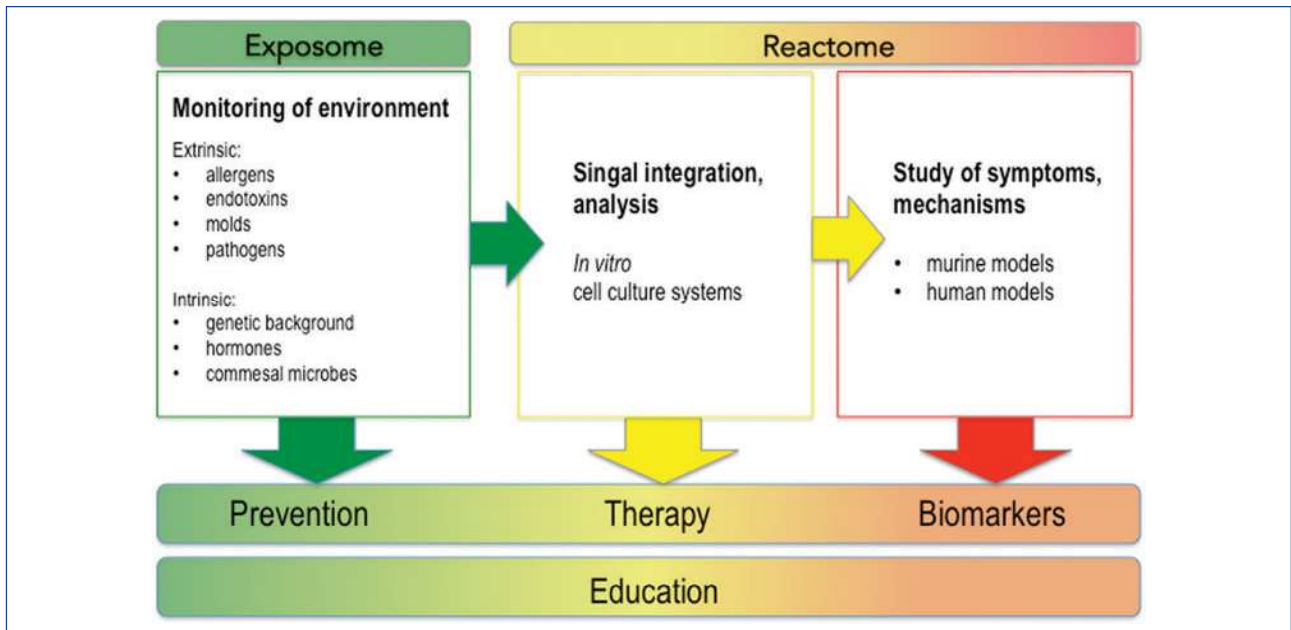 Exposome
Reactome
Monitoring of environment
Extrinsic:
• allergens
• endotoxins
• molds
• pathogens
Intrinsic:
• genetic background
• hormones
• commesal microbes
Singal integration,
analysis
In vitro
cell culture systems
Study of symptoms,
mechanisms
• murine models
• human models
Prevention
Therapy
Biomarkers
Education